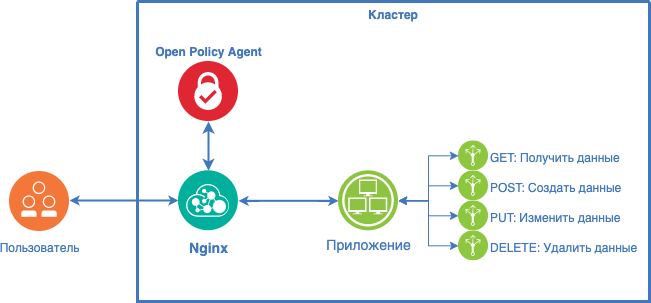 Кластер
Open Policy Agent
Пользователь
Nginx
Приложение
GET: Получить данные
POST: Создать данные
PUT: Изменить данные
DELETE: Удалить данные